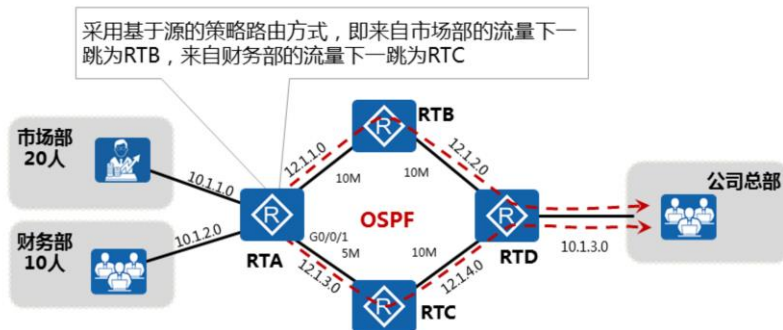 采用基于源的策略路由方式，即来自市场部的流量下一
跳为RTB，来自财务部的流量下一跳为RTC
市场部
20人
10.1.1.0
财务部
10人
10.1.2.0
R
RTA
12.1.1.0
10M
R
RTB
10M
12.1.2.0
OSPF
G0/0/1
5M
12.1.3.0
R
RTC
10M
12.1.4.0
R
RTD
10.1.3.0
公司总部